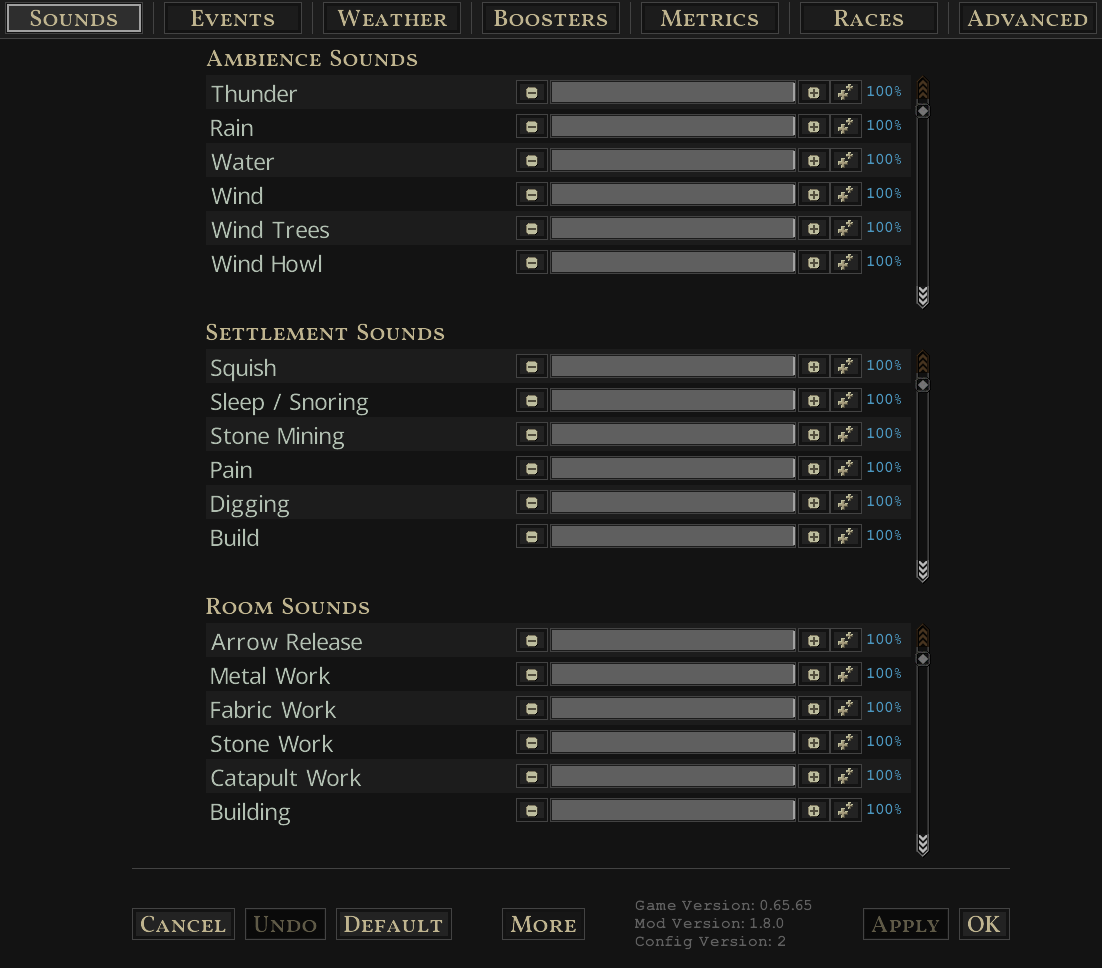 Sounds Events Weather Boosters Metrics Races Advanced
Ambience Sounds
Thunder 100%
Rain 100%
Water 100%
Wind 100%
Wind Trees 100%
Wind Howl 100%
Settlement Sounds
Squish 100%
Sleep / Snoring 100%
Stone Mining 100%
Pain 100%
Digging 100%
Build 100%
Room Sounds
Arrow Release 100%
Metal Work 100%
Fabric Work 100%
Stone Work 100%
Catapult Work 100%
Building 100%
Cancel Undo Default More
Game Version: 0.65.65
Mod Version: 1.8.0
Config Version: 2
Apply OK